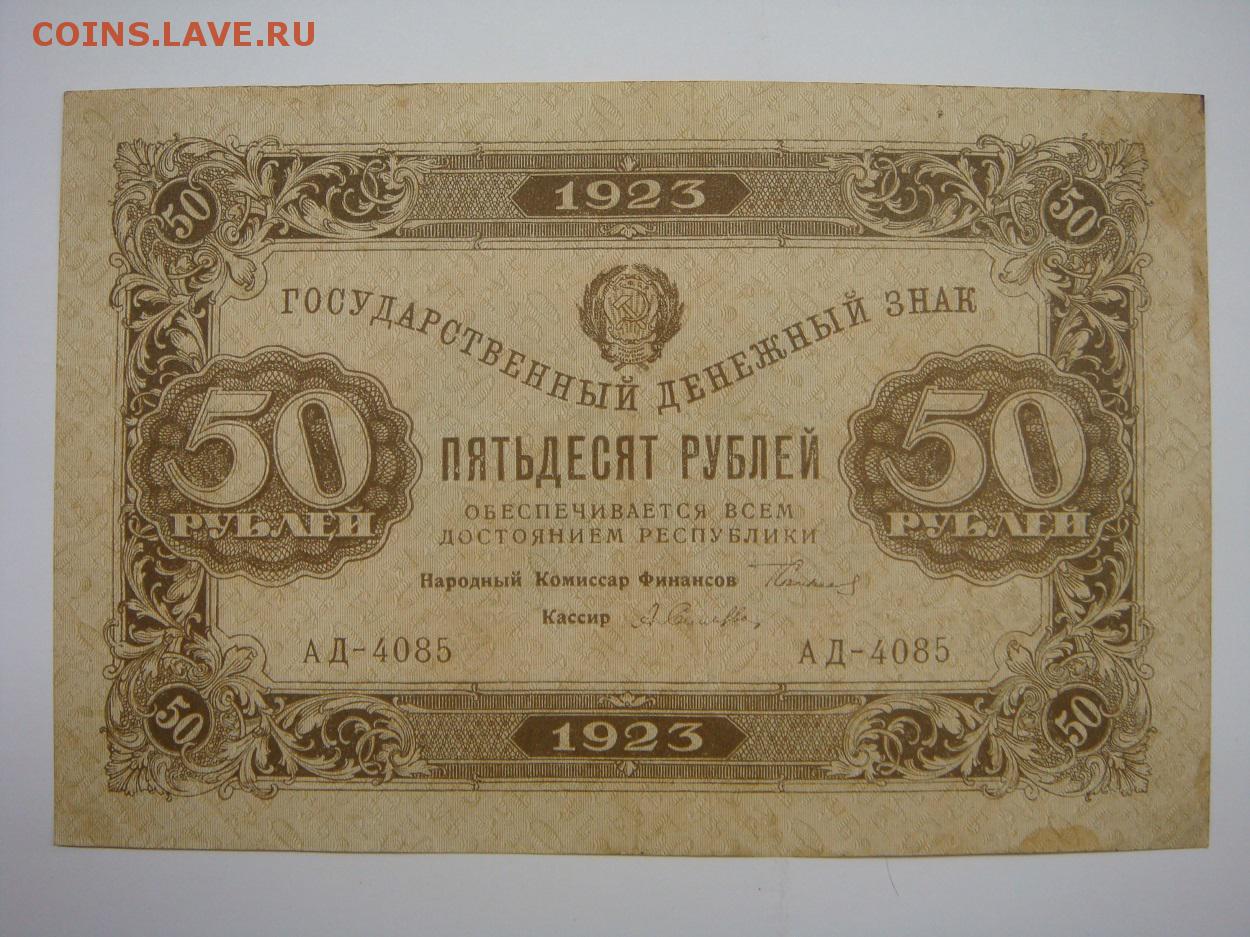 COINS.LAVE.RU
1923
50 50
ГОСУДАРСТВЕННЫЙ ДЕНЕЖНЫЙ ЗНАК
50 РУБЛЕЙ
50 РУБЛЕЙ
ПЯТЬДЕСЯТ РУБЛЕЙ
ОБЕСПЕЧИВАЕТСЯ ВСЕМ
ДОСТОЯНИЕМ РЕСПУБЛИКИ
Народный Комиссар Финансов
Кассир
АД-4085 АД-4085
50 50
1923